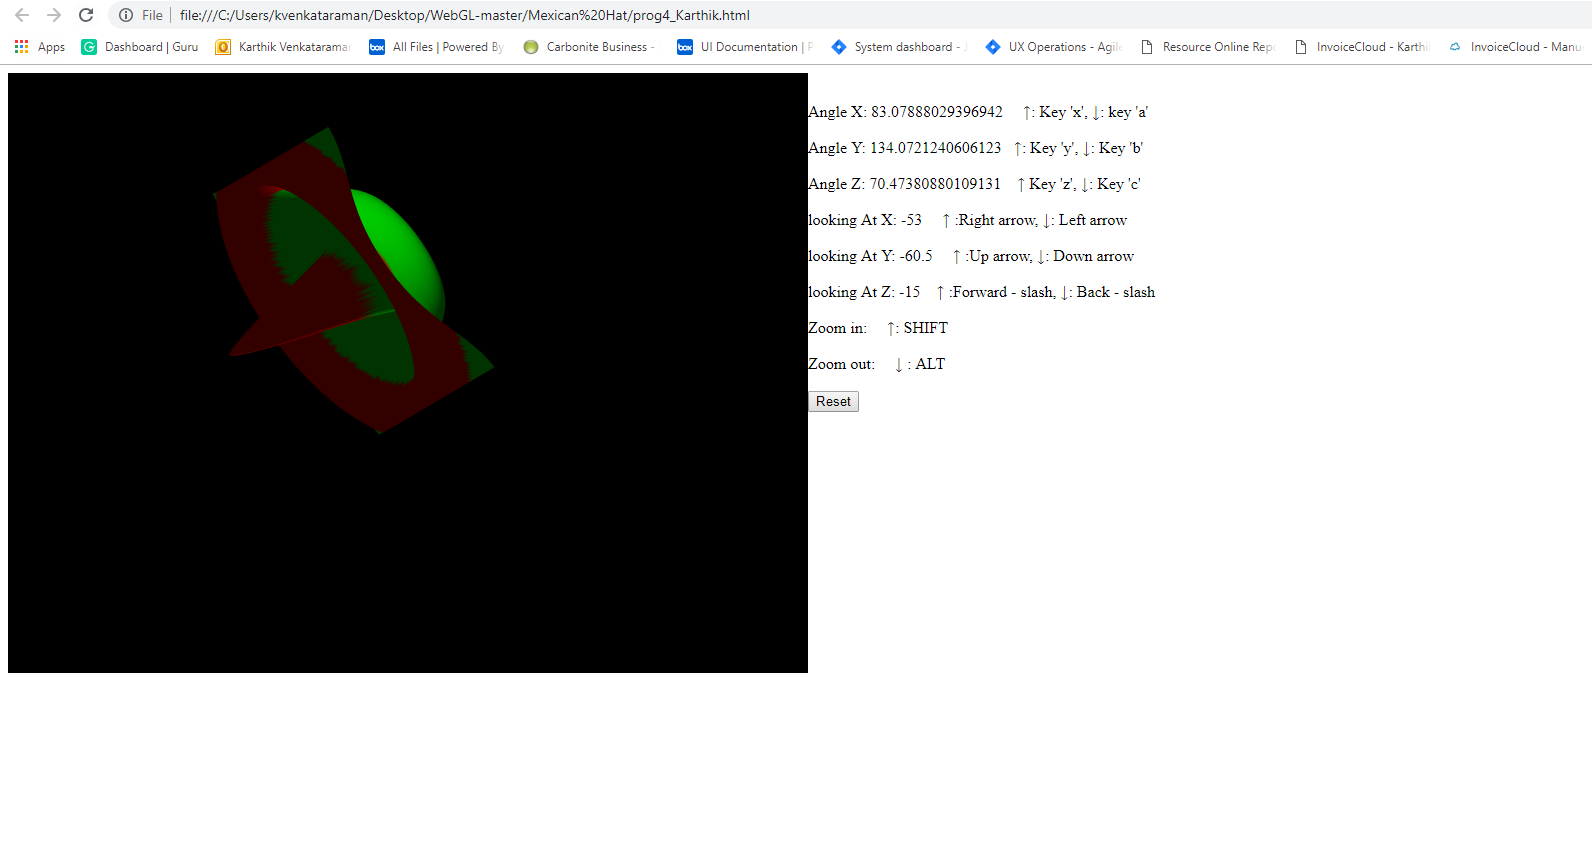 File file:///C:/Users/kvenkataraman/Desktop/WebGL-master/Mexican%20Hat/prog4_Karthik.html
Apps Dashboard | Guru Karthik Venkataraman All Files | Powered By Carbonite Business - UI Documentation | System dashboard - UX Operations - Agile Resource Online Repo InvoiceCloud - Karthi InvoiceCloud - Manu
box box
Angle X: 83.07888029396942 ↑: Key 'x', ↓: key 'a'
Angle Y: 134.0721240606123 ↑: Key 'y', ↓: Key 'b'
Angle Z: 70.47380880109131 ↑ Key 'z', ↓: Key 'c'
looking At X: -53 ↑ :Right arrow, ↓: Left arrow
looking At Y: -60.5 ↑ :Up arrow, ↓: Down arrow
looking At Z: -15 ↑ :Forward - slash, ↓: Back - slash
Zoom in: ↑: SHIFT
Zoom out: ↓ : ALT
Reset